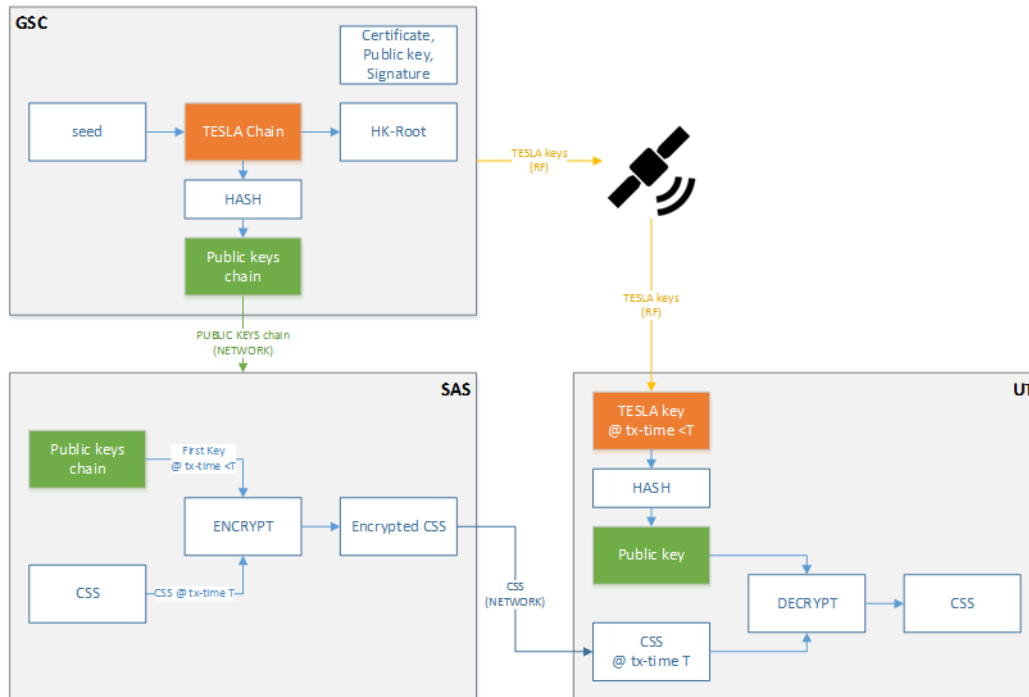 GSC
Certificate,
Public key,
Signature
seed
TESLA Chain
HK-Root
HASH
Public keys
chain
TESLA keys
(RF)
TESLA keys
(RF)
PUBLIC KEYS chain
(NETWORK)
SAS
Public keys
chain
First Key
@ tx-time <T
ENCRYPT
Encrypted CSS
CSS
CSS @ tx-time T
CSS
(NETWORK)
UT
TESLA key
@ tx-time <T
HASH
Public key
DECRYPT
CSS
CSS
@ tx-time T